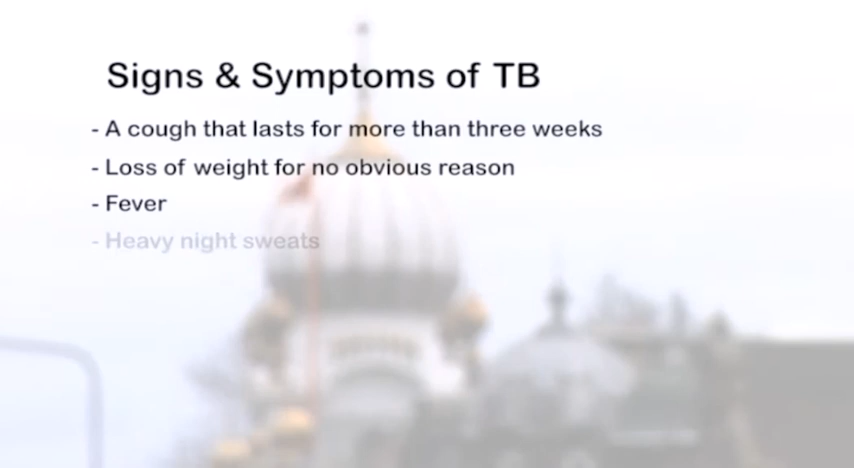 Signs & Symptoms of TB
- A cough that lasts for more than three weeks
- Loss of weight for no obvious reason
- Fever
- Heavy night sweats